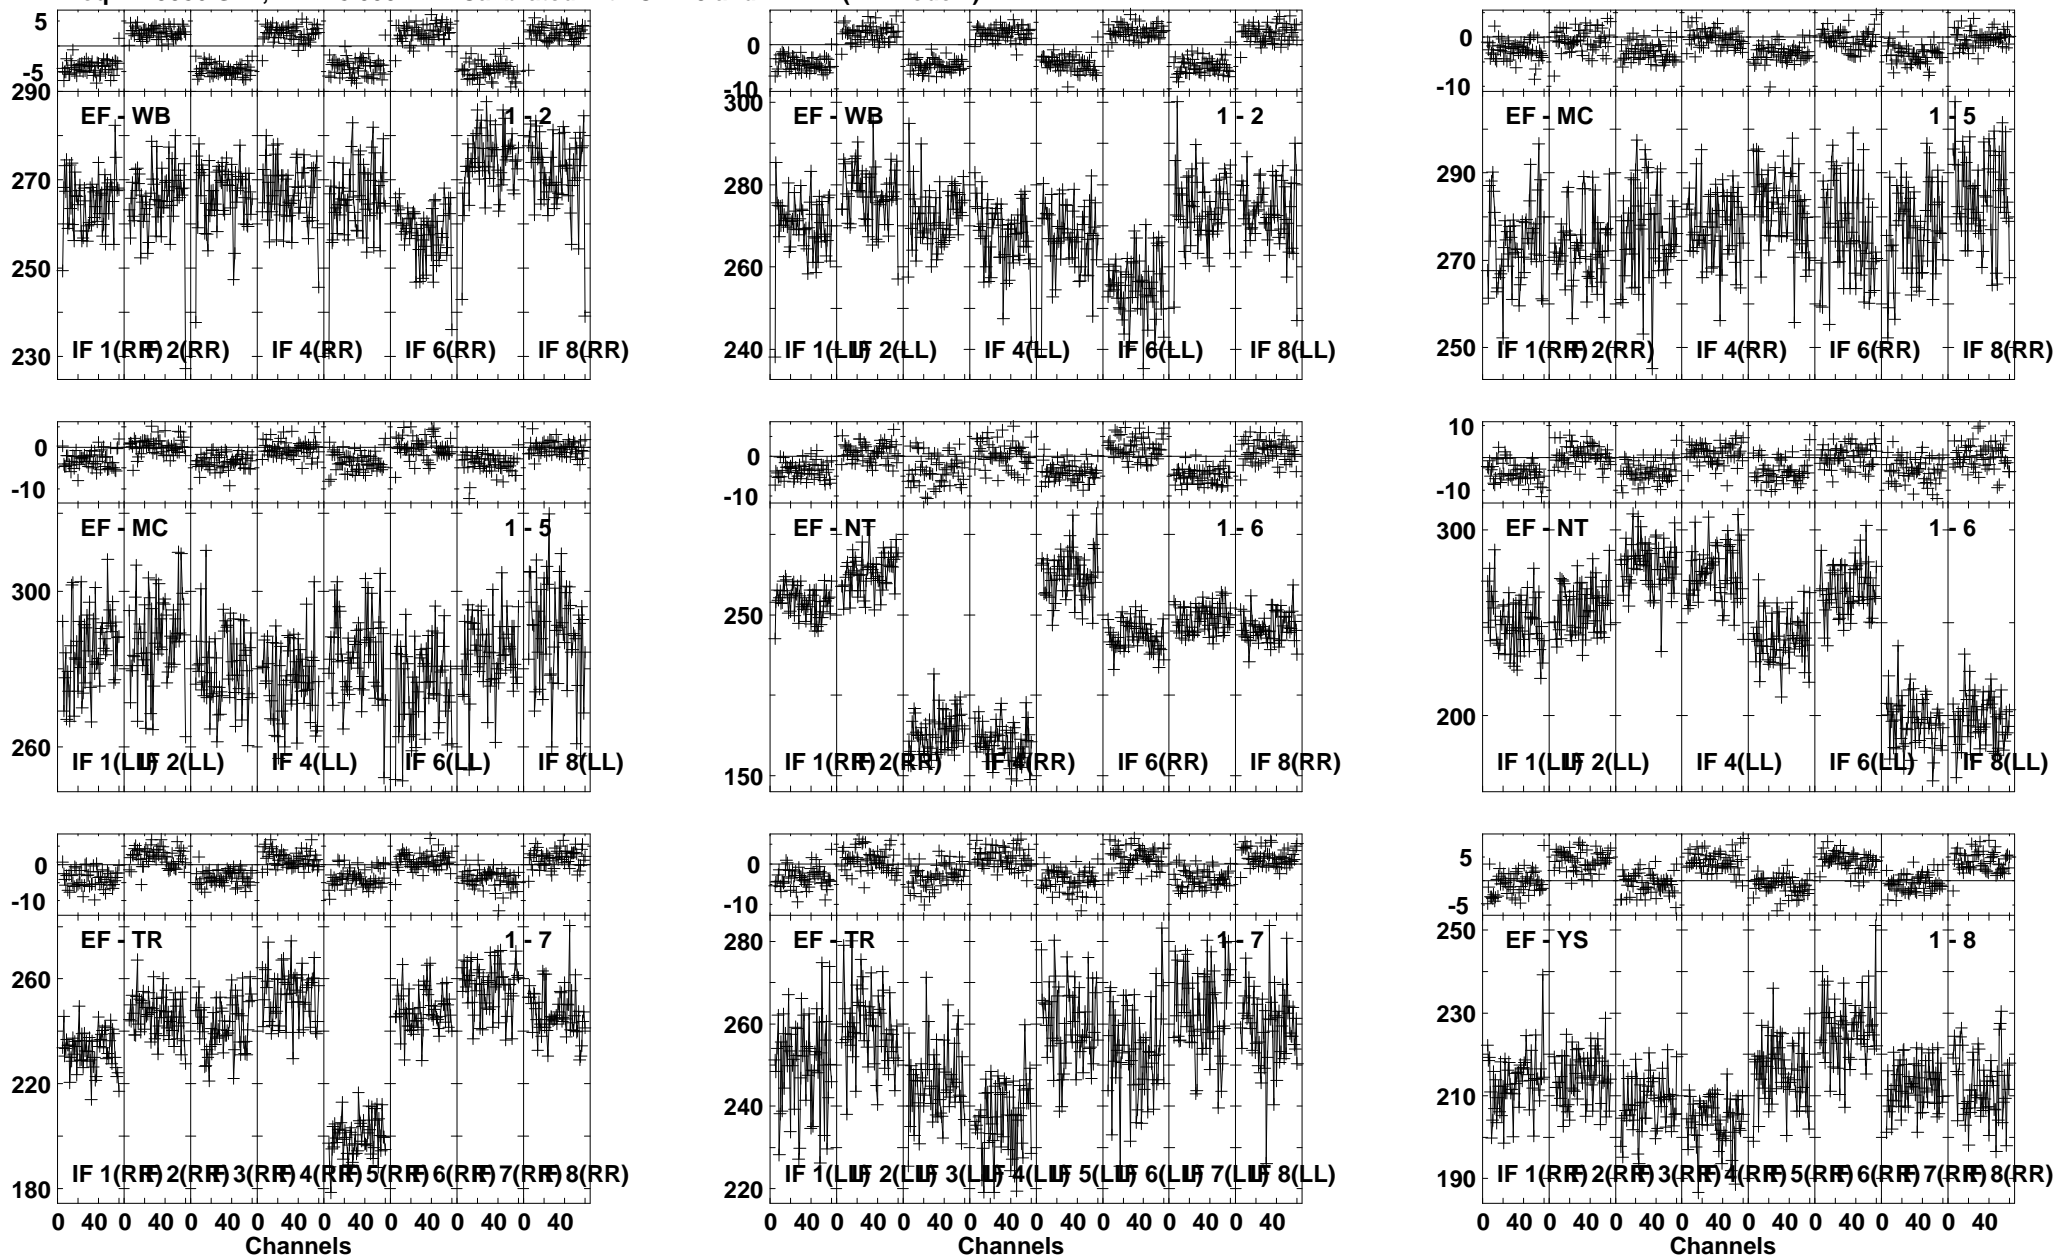 5
-5
290
EF - WB 1 - 2
270
250
230
IF 1(RR) IF 2(RR) IF 4(RR) IF 6(RR) IF 8(RR)
0
-10
300
EF - WB 1 - 2
280
260
240
IF 1(LL) IF 2(LL) IF 4(LL) IF 6(LL) IF 8(LL)
0
-10
EF - MC 1 - 5
290
270
250
IF 1(RR) IF 2(RR) IF 4(RR) IF 6(RR) IF 8(RR)
0
-10
EF - MC 1 - 5
300
260
IF 1(LL) IF 2(LL) IF 4(LL) IF 6(LL) IF 8(LL)
0
-10
EF - NT 1 - 6
250
150
IF 1(RR) IF 2(RR) IF 4(RR) IF 6(RR) IF 8(RR)
10
-10
EF - NT 1 - 6
300
200
IF 1(LL) IF 2(LL) IF 4(LL) IF 6(LL) IF 8(LL)
0
-10
EF - TR 1 - 7
260
220
180
IF 1(RR) IF 2(RR) IF 3(RR) IF 4(RR) IF 5(RR) IF 6(RR) IF 7(RR) IF 8(RR)
0 40 0 40 0 40 0 40 0 40 0 40 0 40 0 40
Channels
0
-10
EF - TR 1 - 7
280
260
240
220
IF 1(LL) IF 2(LL) IF 3(LL) IF 4(LL) IF 5(LL) IF 6(LL) IF 7(LL) IF 8(LL)
0 40 0 40 0 40 0 40 0 40 0 40 0 40 0 40
Channels
5
-5
EF - YS 1 - 8
250
230
210
190
IF 1(RR) IF 2(RR) IF 3(RR) IF 4(RR) IF 5(RR) IF 6(RR) IF 7(RR) IF 8(RR)
0 40 0 40 0 40 0 40 0 40 0 40 0 40 0 40
Channels